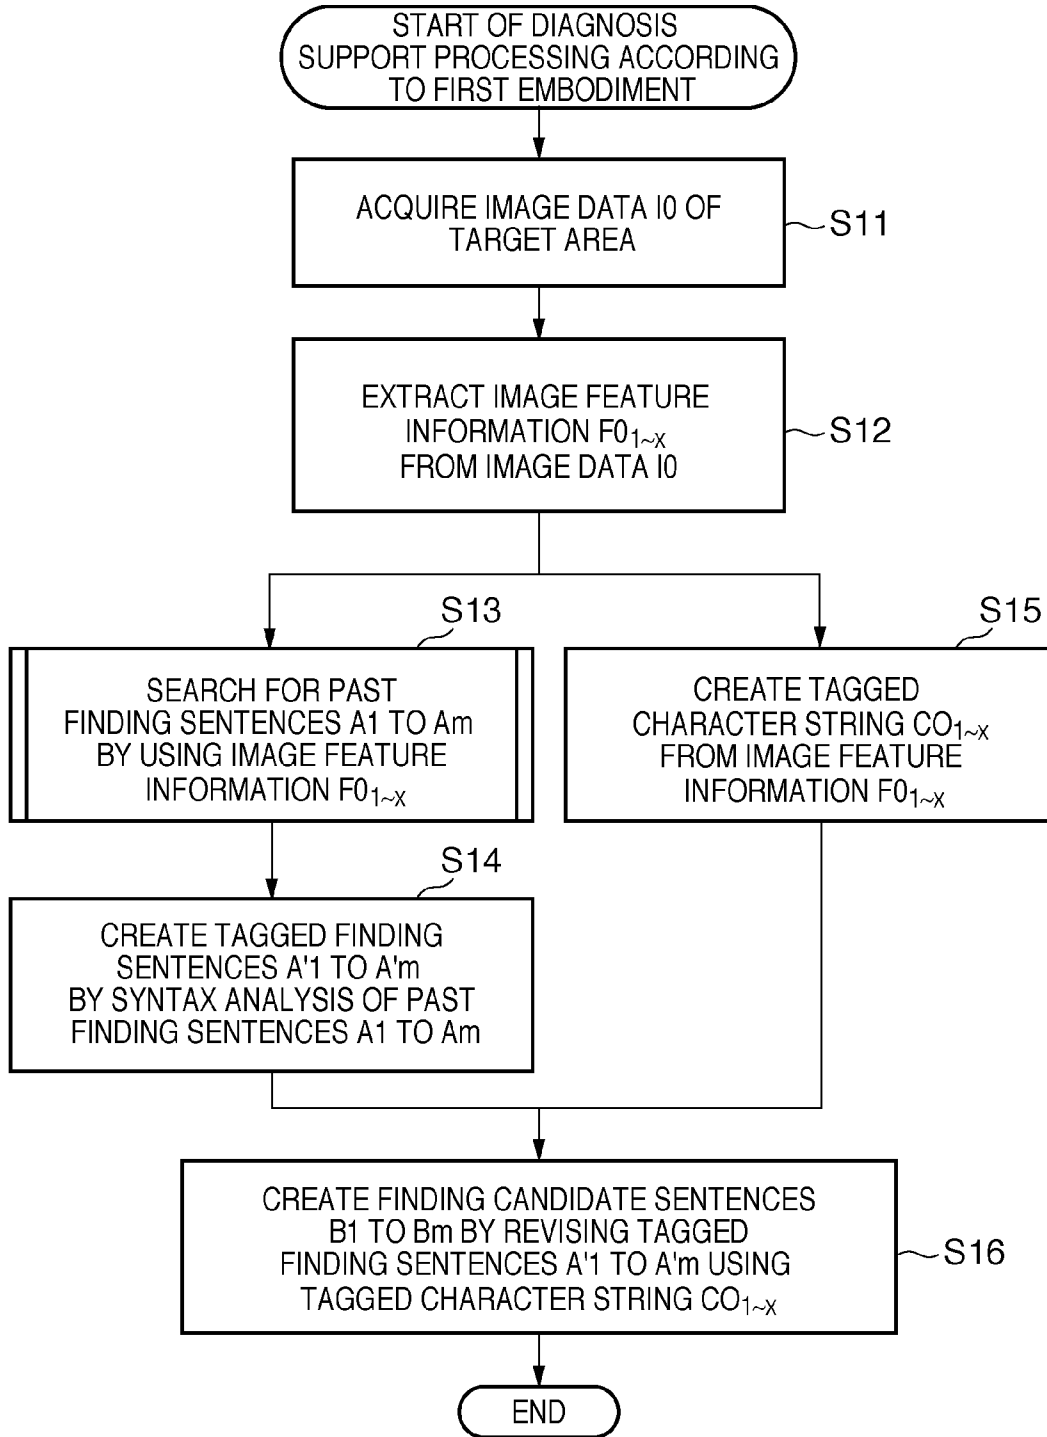 START OF DIAGNOSIS
SUPPORT PROCESSING ACCORDING
TO FIRST EMBODIMENT
ACQUIRE IMAGE DATA I0 OF
TARGET AREA
S11
EXTRACT IMAGE FEATURE
INFORMATION F0₁~ₓ
FROM IMAGE DATA I0
S12
S13
SEARCH FOR PAST
FINDING SENTENCES A1 TO Am
BY USING IMAGE FEATURE
INFORMATION F0₁~ₓ
S15
CREATE TAGGED
CHARACTER STRING CO₁~ₓ
FROM IMAGE FEATURE
INFORMATION F0₁~ₓ
S14
CREATE TAGGED FINDING
SENTENCES A'1 TO A'm
BY SYNTAX ANALYSIS OF PAST
FINDING SENTENCES A1 TO Am
CREATE FINDING CANDIDATE SENTENCES
B1 TO Bm BY REVISING TAGGED
FINDING SENTENCES A'1 TO A'm USING
TAGGED CHARACTER STRING CO₁~ₓ
S16
END